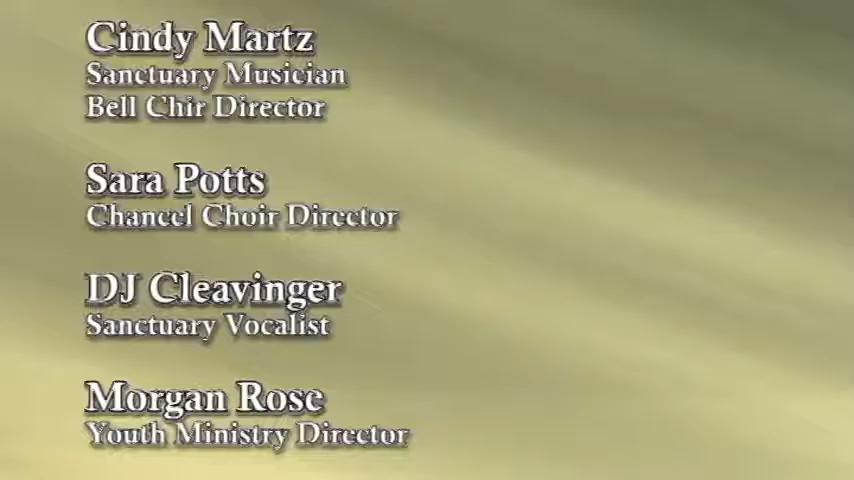 Cindy Martz
Sanctuary Musician
Bell Chir Director
Sara Potts
Chancel Choir Director
DJ Cleavinger
Sanctuary Vocalist
Morgan Rose
Youth Ministry Director